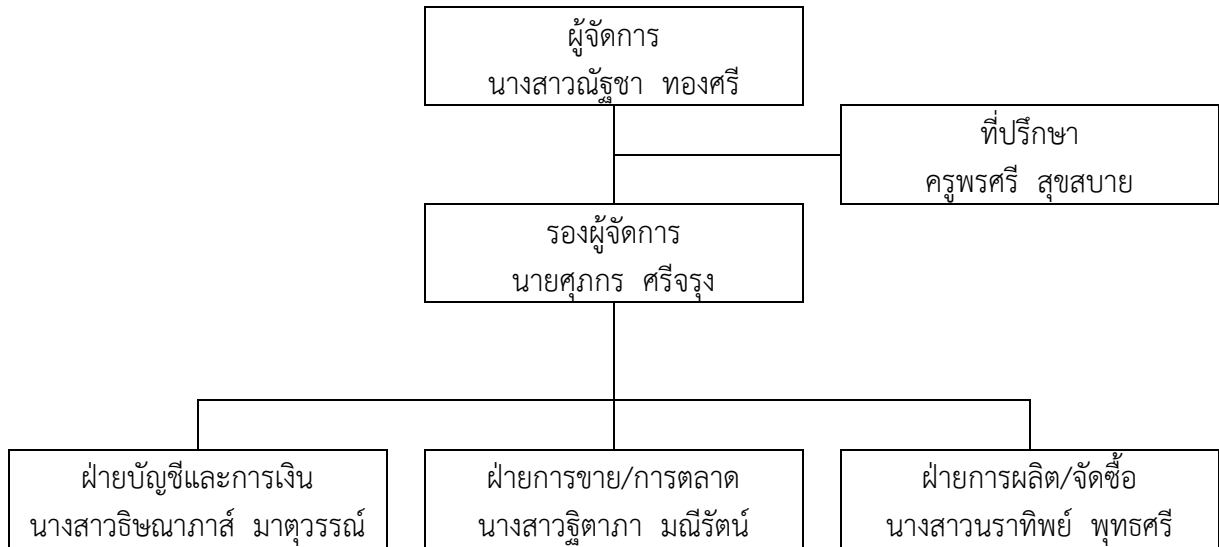 ผู้จัดการ
นางสาวณัฐชา ทองศรี
ที่ปรึกษา
ครูพรศรี สุขสบาย
รองผู้จัดการ
นายศุภกร ศรีจรุง
ฝ่ายบัญชีและการเงิน
นางสาวธิษณาภาส์ มาตุวรรณ์
ฝ่ายการขาย/การตลาด
นางสาวฐิตาภา มณีรัตน์
ฝ่ายการผลิต/จัดซื้อ
นางสาวนราทิพย์ พุทธศรี